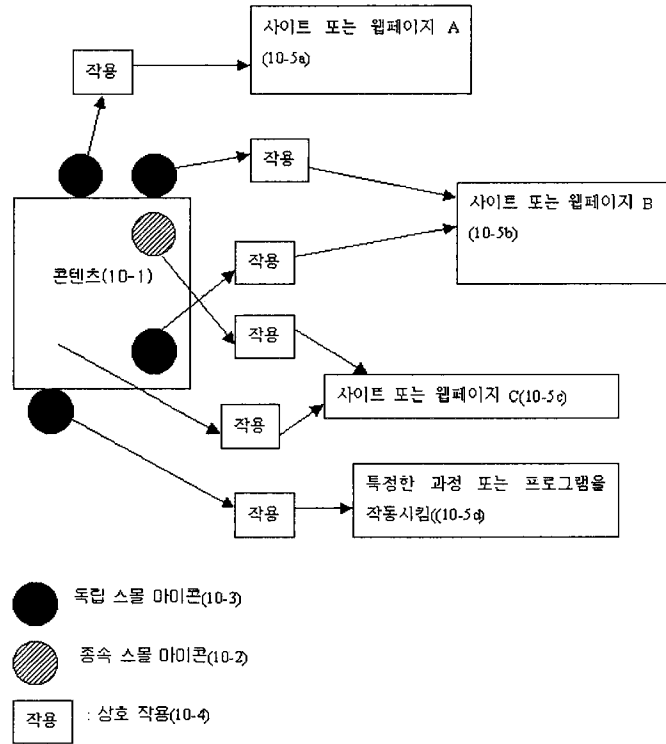 사이트 또는 웹페이지 A
(10-5a)
작용
작용
사이트 또는 웹페이지 B
(10-5b)
콘텐츠(10-1)
작용
작용
사이트 또는 웹페이지 C(10-5c)
작용
특정한 과정 또는 프로그램을
작동시킴((10-5d)
작용
독립 스몰 아이콘(10-3)
종속 스몰 아이콘(10-2)
작용 : 상호 작용(10-4)